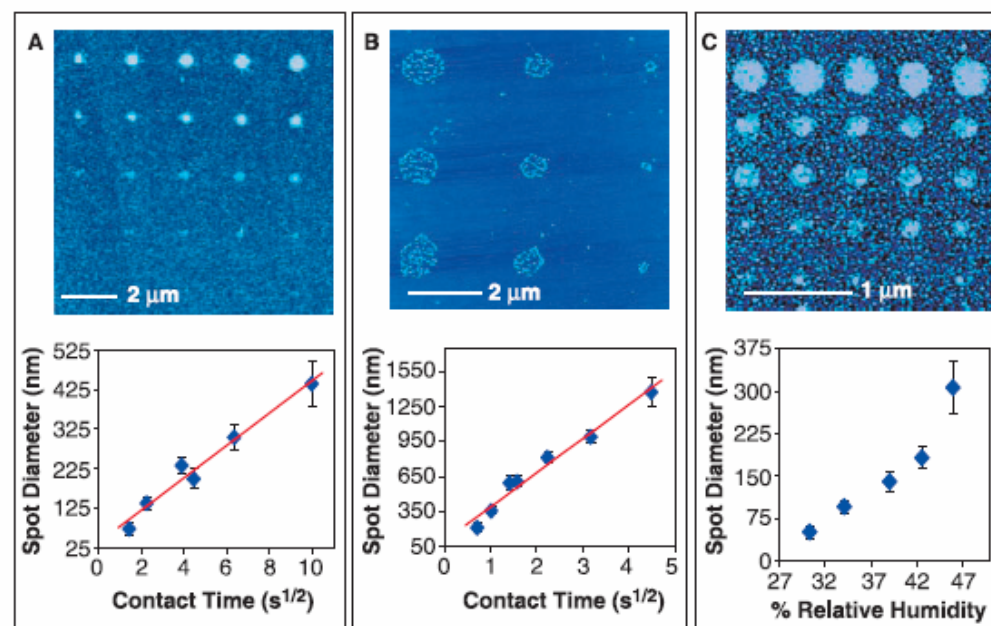 A
2 μm
Spot Diameter (nm)
525
425
325
225
125
25
0 2 4 6 8 10
Contact Time (s1/2)
B
2 μm
Spot Diameter (nm)
1550
1250
950
650
350
50
0 1 2 3 4 5
Contact Time (s1/2)
C
1 μm
Spot Diameter (nm)
375
300
225
150
75
0
27 32 37 42 47
% Relative Humidity